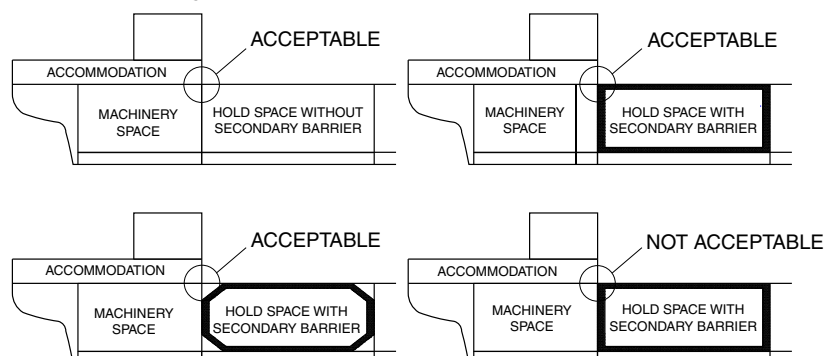 ACCEPTABLE
ACCOMMODATION
MACHINERY
SPACE
HOLD SPACE WITHOUT
SECONDARY BARRIER
ACCEPTABLE
ACCOMMODATION
MACHINERY
SPACE
HOLD SPACE WITH
SECONDARY BARRIER
ACCEPTABLE
ACCOMMODATION
MACHINERY
SPACE
HOLD SPACE WITH
SECONDARY BARRIER
NOT ACCEPTABLE
ACCOMMODATION
MACHINERY
SPACE
HOLD SPACE WITH
SECONDARY BARRIER